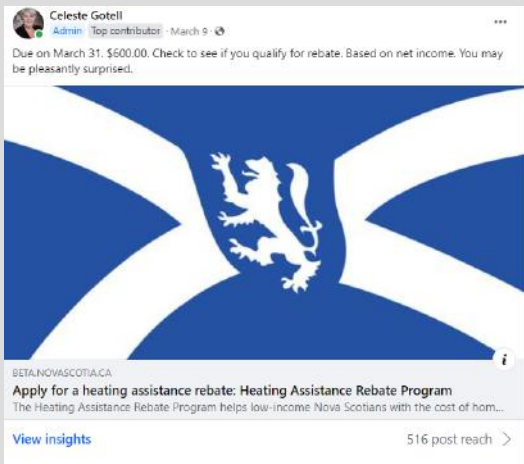 Celeste Gotell
Admin Top contributor · March 9 ·
Due on March 31. $600.00. Check to see if you qualify for rebate. Based on net income. You may
be pleasantly surprised.
BETA.NOVASCOTIA.CA
Apply for a heating assistance rebate: Heating Assistance Rebate Program
The Heating Assistance Rebate Program helps low-income Nova Scotians with the cost of hom...
View insights
516 post reach